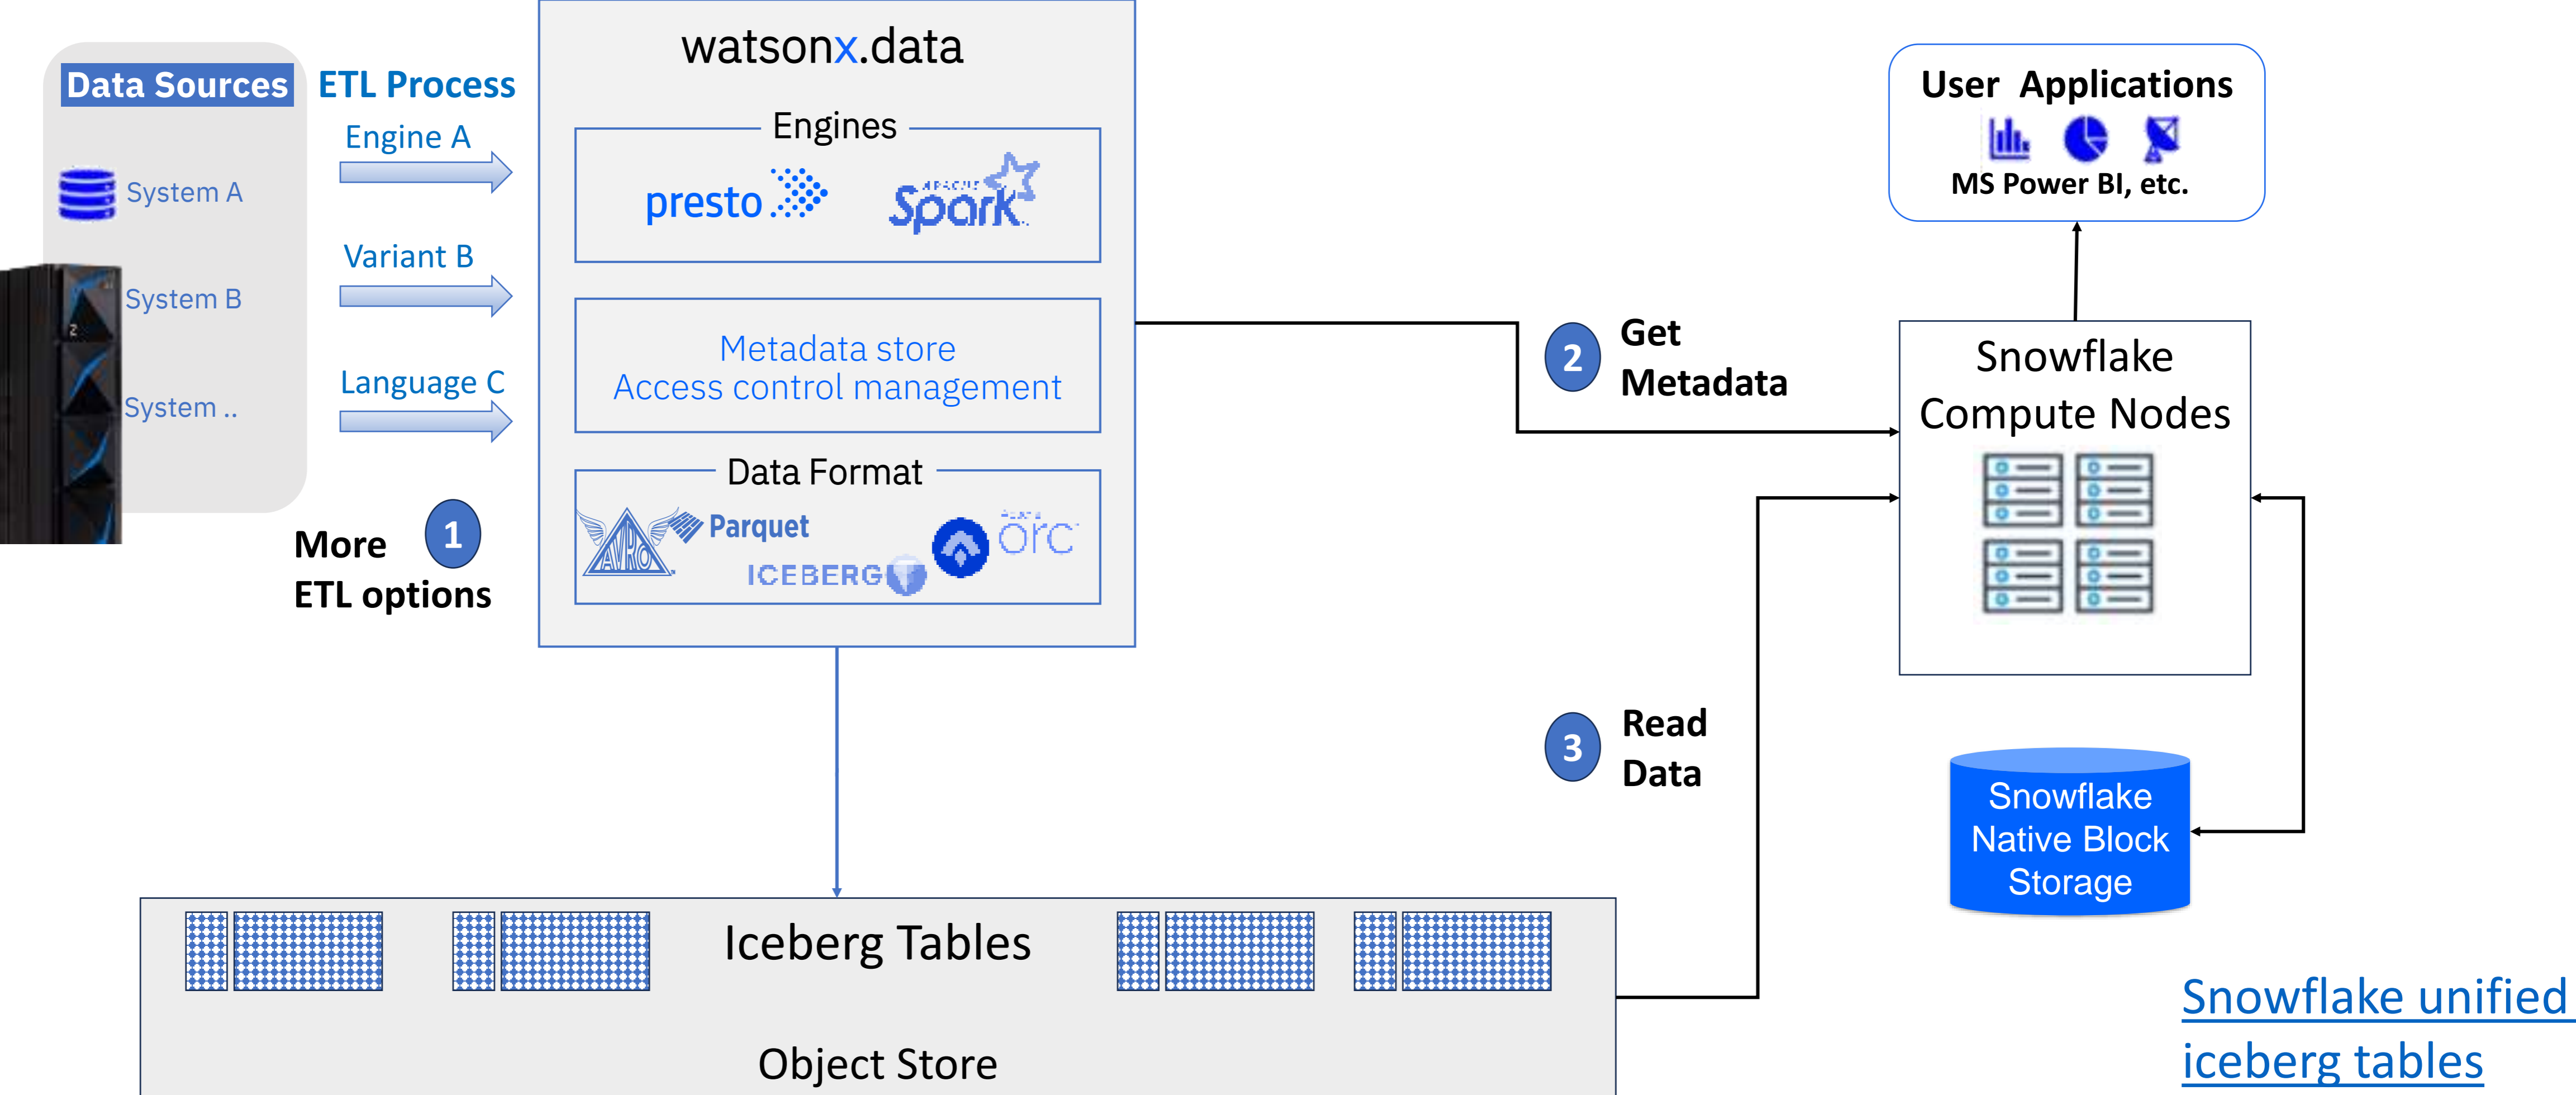 Data Sources
System A
System B
System ..
ETL Process
Engine A
Variant B
Language C
More
ETL options
1
watsonx.data
Engines
presto
APACHE
Spark
Metadata store
Access control management
Data Format
AVRO
Parquet
ICEBERG
orc
2
Get
Metadata
3
Read
Data
User Applications
MS Power BI, etc.
Snowflake
Compute Nodes
Snowflake
Native Block
Storage
Iceberg Tables
Object Store
Snowflake unified
iceberg tables